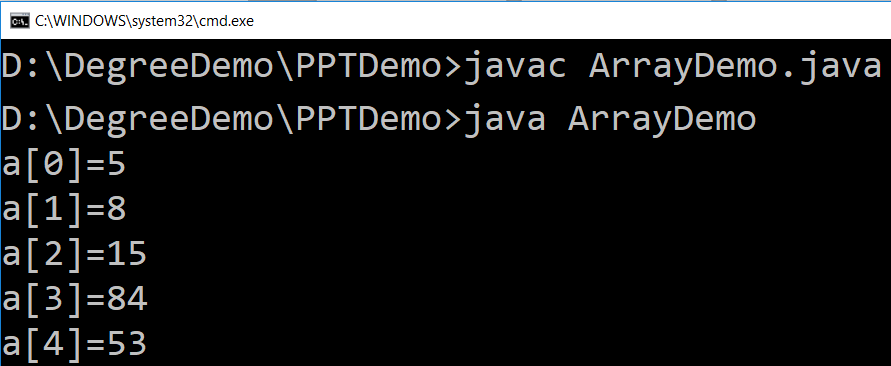 C:\WINDOWS\system32\cmd.exe
D:\DegreeDemo\PPTDemo>javac ArrayDemo.java
D:\DegreeDemo\PPTDemo>java ArrayDemo
a[0]=5
a[1]=8
a[2]=15
a[3]=84
a[4]=53